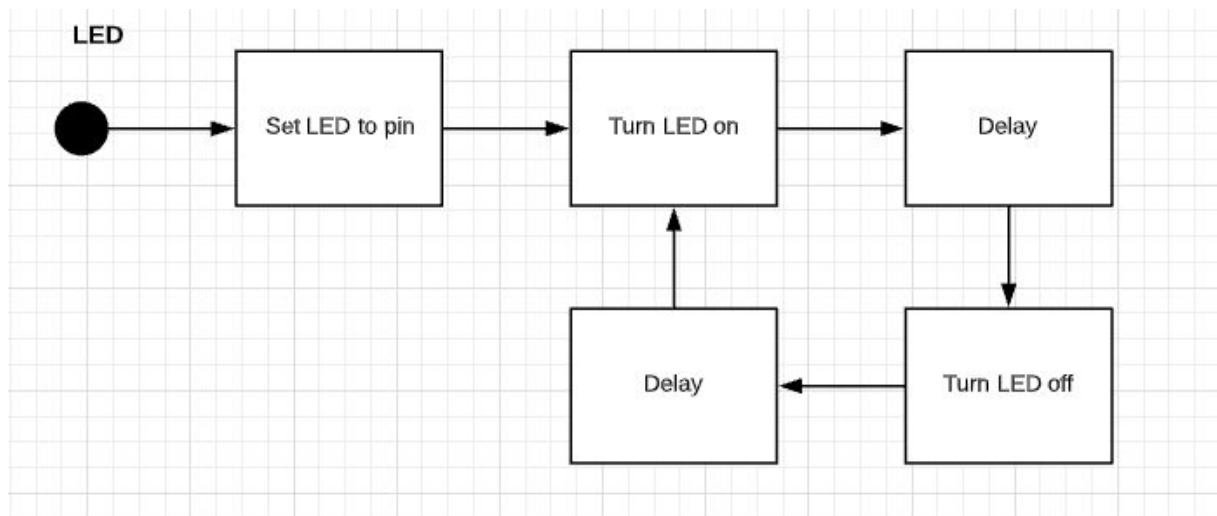 LED
Set LED to pin
Turn LED on
Delay
Delay
Turn LED off